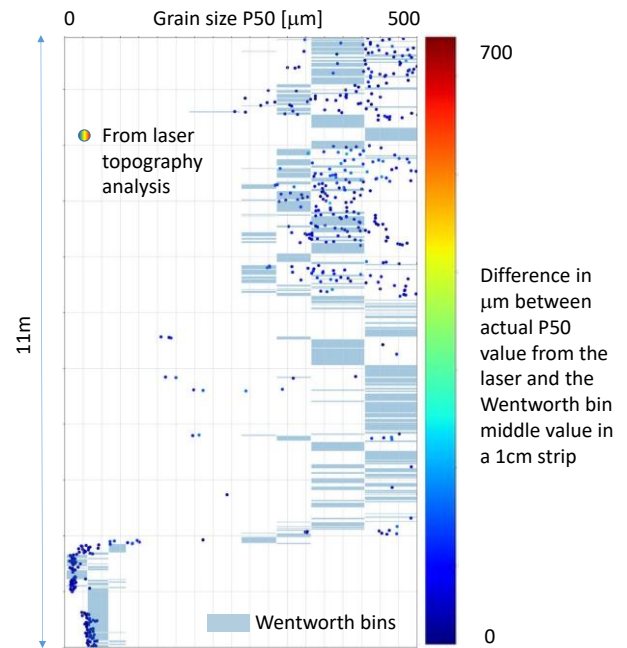 0
Grain size P50 [μm]
500
700
From laser
topography
analysis
11m
Difference in
μm between
actual P50
value from the
laser and the
Wentworth bin
middle value in
a 1cm strip
Wentworth bins
0